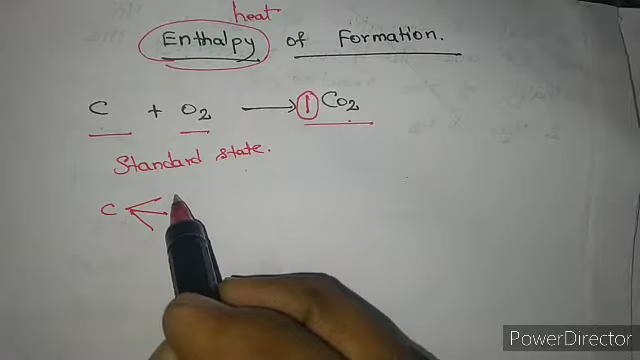 heat
Enthalpy of Formation.
C + O2 ⟶ 1 CO2
Standard state.
C
PowerDirector